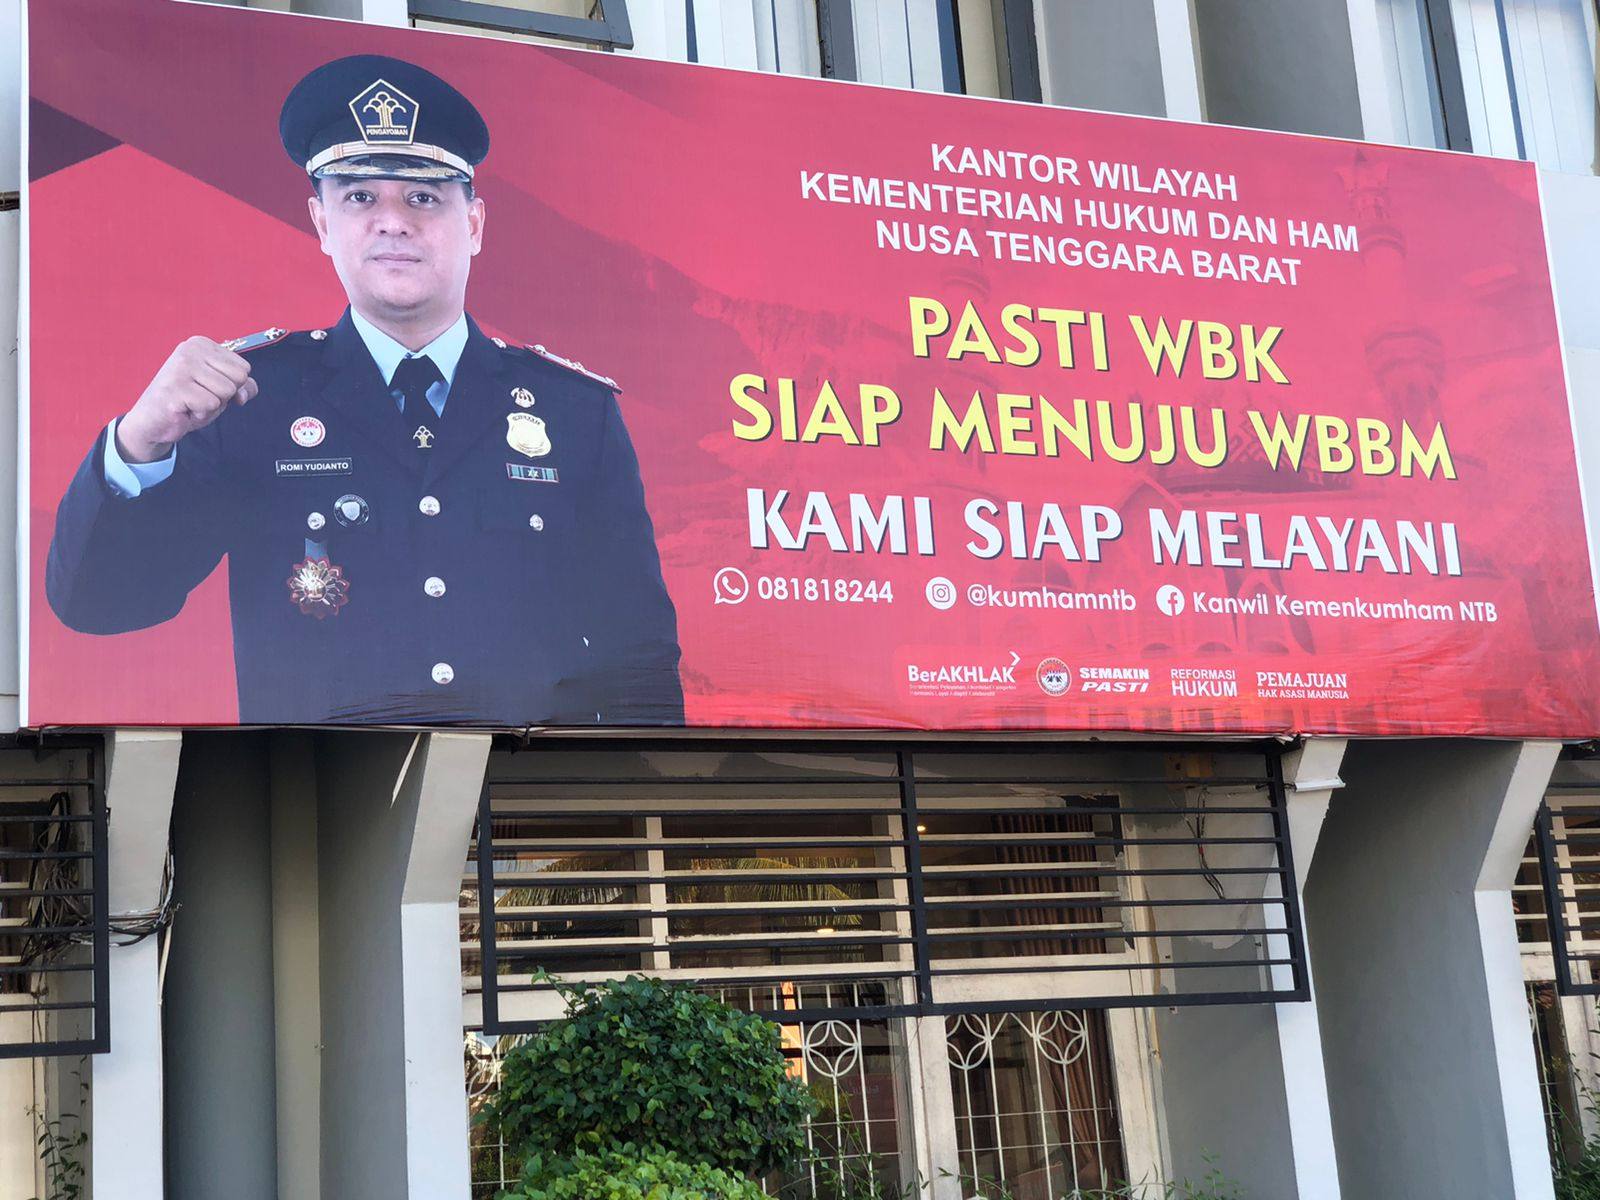 PENGAYOMAN
KANTOR WILAYAH
KEMENTERIAN HUKUM DAN HAM
NUSA TENGGARA BARAT
PASTI WBK
SIAP MENUJU WBBM
KAMI SIAP MELAYANI
081818244 @kumhamntb Kanwil Kemenkumham NTB
ROMI YUDIANTO
BerAKHLAK
SEMAKIN
PASTI
REFORMASI
HUKUM
PEMAJUAN
HAK ASASI MANUSIA